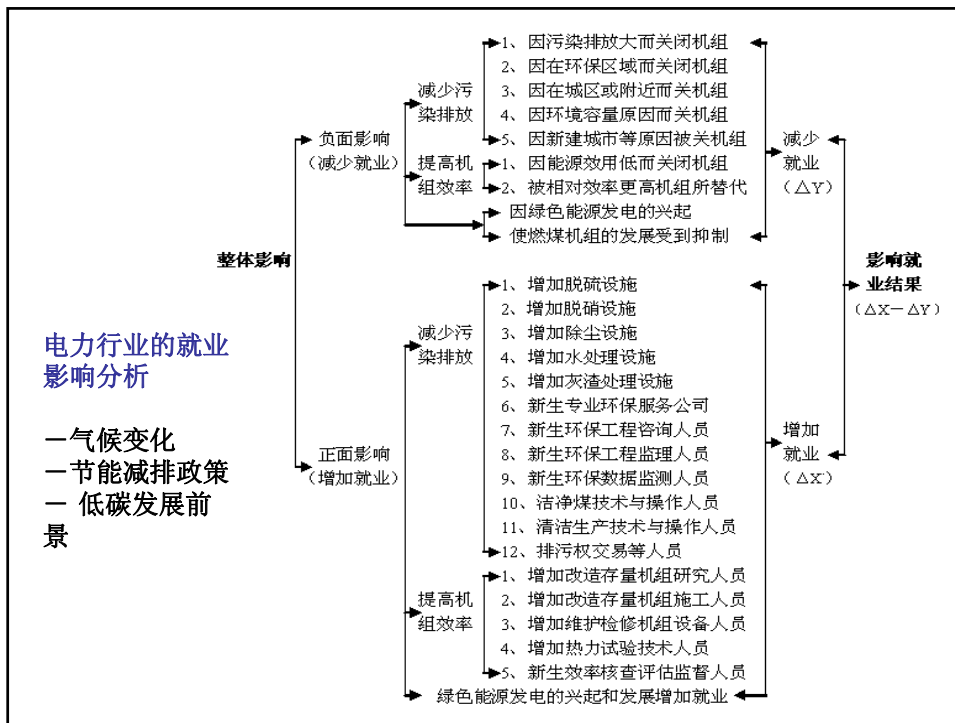 1、因污染排放大而关闭机组
2、因在环保区域而关闭机组
3、因在城区或附近而关机组
4、因环境容量原因而关机组
5、因新建城市等原因被关机组
减少污
染排放
负面影响
（减少就业）
提高机
组效率
1、因能源效用低而关闭机组
2、被相对效率更高机组所替代
因绿色能源发电的兴起
使燃煤机组的发展受到抑制
减少
就业
（△Y）
整体影响
影响就
业结果
（△X－△Y）
电力行业的就业
影响分析
－气候变化
－节能减排政策
－ 低碳发展前
景
正面影响
（增加就业）
减少污
染排放
1、增加脱硫设施
2、增加脱硝设施
3、增加除尘设施
4、增加水处理设施
5、增加灰渣处理设施
6、新生专业环保服务公司
7、新生环保工程咨询人员
8、新生环保工程监理人员
9、新生环保数据监测人员
10、洁净煤技术与操作人员
11、清洁生产技术与操作人员
12、排污权交易等人员
增加
就业
（△X）
提高机
组效率
1、增加改造存量机组研究人员
2、增加改造存量机组施工人员
3、增加维护检修机组设备人员
4、增加热力试验技术人员
5、新生效率核查评估监督人员
绿色能源发电的兴起和发展增加就业